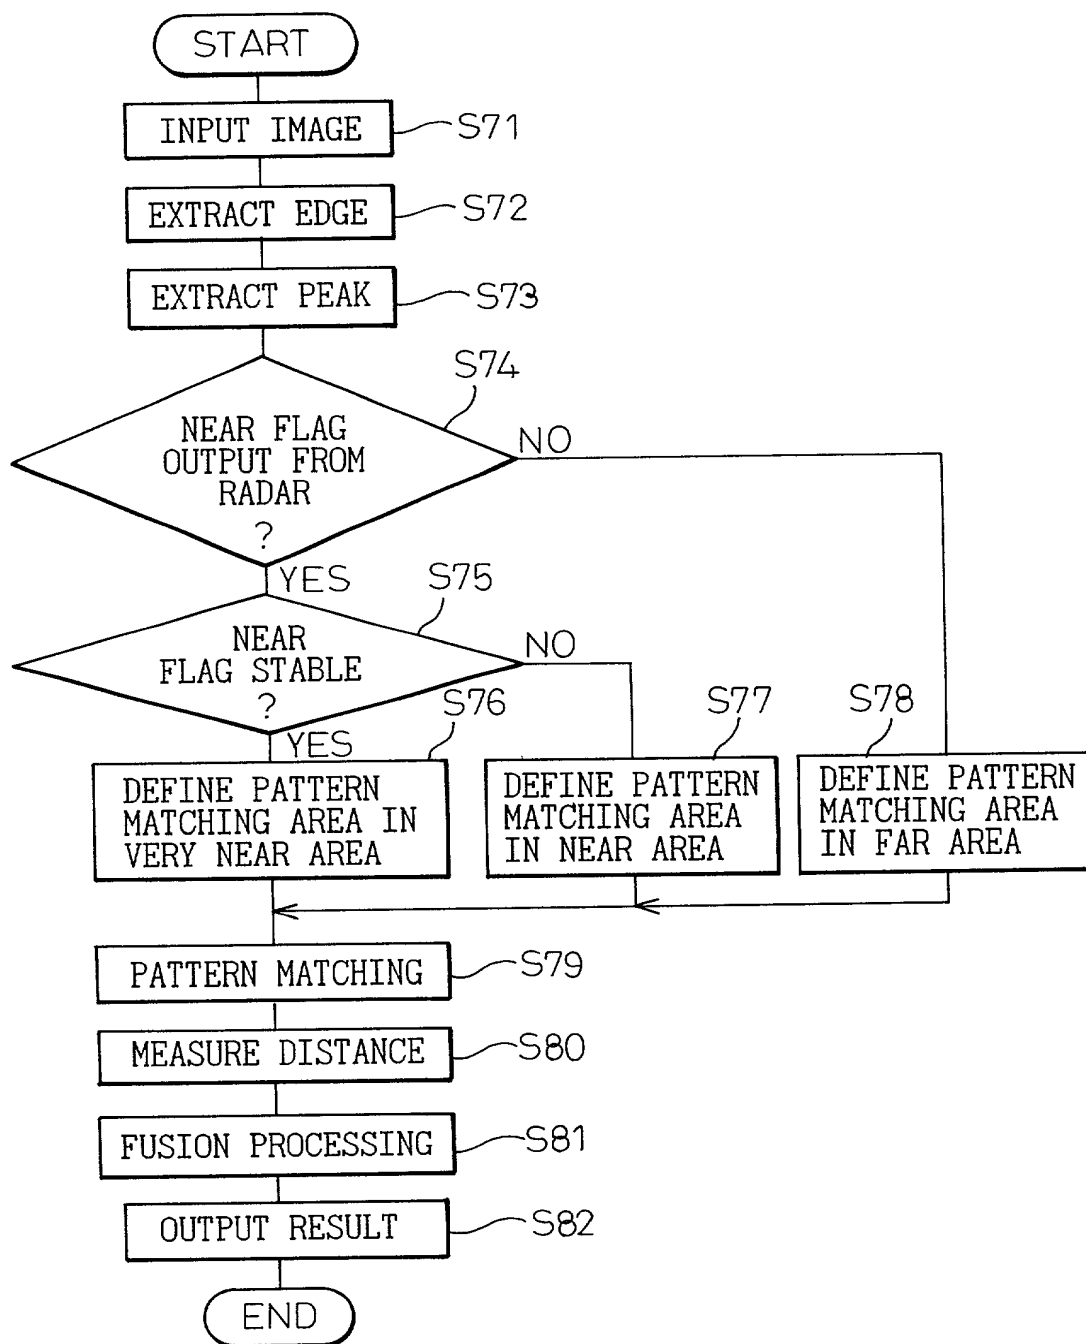 START
INPUT IMAGE
S71
EXTRACT EDGE
S72
EXTRACT PEAK
S73
S74
NEAR FLAG
OUTPUT FROM
RADAR
?
NO
YES
S75
NEAR
FLAG STABLE
?
NO
YES
S76
S77
S78
DEFINE PATTERN
MATCHING AREA IN
VERY NEAR AREA
DEFINE PATTERN
MATCHING AREA
IN NEAR AREA
DEFINE PATTERN
MATCHING AREA
IN FAR AREA
PATTERN MATCHING
S79
MEASURE DISTANCE
S80
FUSION PROCESSING
S81
OUTPUT RESULT
S82
END